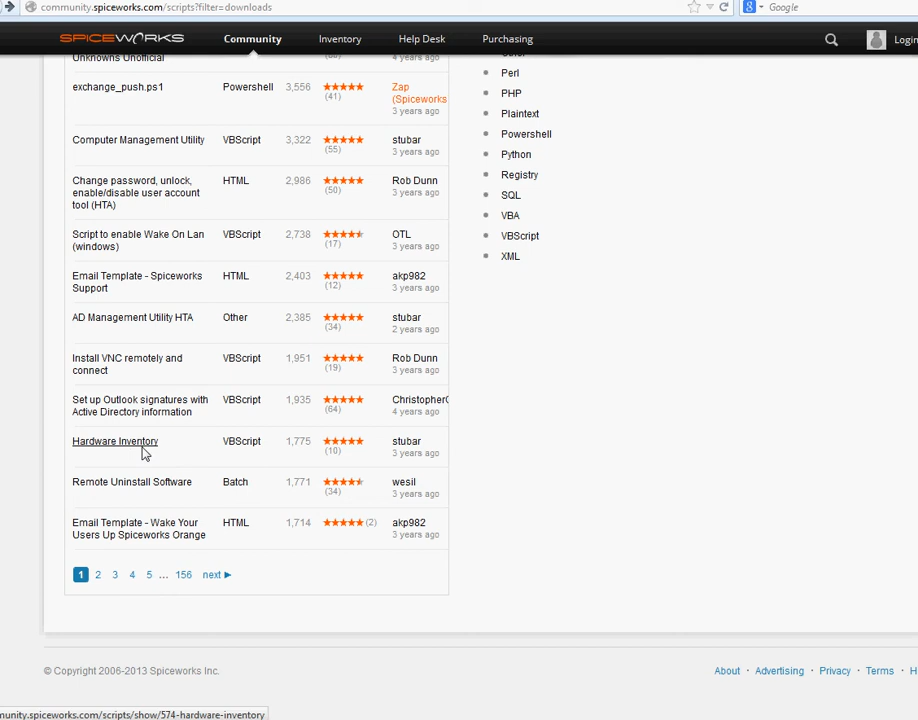 community.spiceworks.com/scripts?filter=downloads
Google
SPICEWORKS
Community
Inventory
Help Desk
Purchasing
Login
Unknowns Unofficial
4 years ago
exchange_push.ps1
Powershell
3,556
(41)
Zap
(Spiceworks
3 years ago
Computer Management Utility
VBScript
3,322
(55)
stubar
3 years ago
Change password, unlock,
enable/disable user account
tool (HTA)
HTML
2,986
(50)
Rob Dunn
3 years ago
Script to enable Wake On Lan
(windows)
VBScript
2,738
(17)
OTL
3 years ago
Email Template - Spiceworks
Support
HTML
2,403
(12)
akp982
3 years ago
AD Management Utility HTA
Other
2,385
(34)
stubar
2 years ago
Install VNC remotely and
connect
VBScript
1,951
(19)
Rob Dunn
3 years ago
Set up Outlook signatures with
Active Directory information
VBScript
1,935
(64)
Christopher
4 years ago
Hardware Inventory
VBScript
1,775
(10)
stubar
3 years ago
Remote Uninstall Software
Batch
1,771
(34)
wesil
3 years ago
Email Template - Wake Your
Users Up Spiceworks Orange
HTML
1,714
(2)
akp982
3 years ago
1 2 3 4 5 ... 156 next ►
Perl
PHP
Plaintext
Powershell
Python
Registry
SQL
VBA
VBScript
XML
© Copyright 2006-2013 Spiceworks Inc.
About · Advertising · Privacy · Terms · H
munity.spiceworks.com/scripts/show/574-hardware-inventory